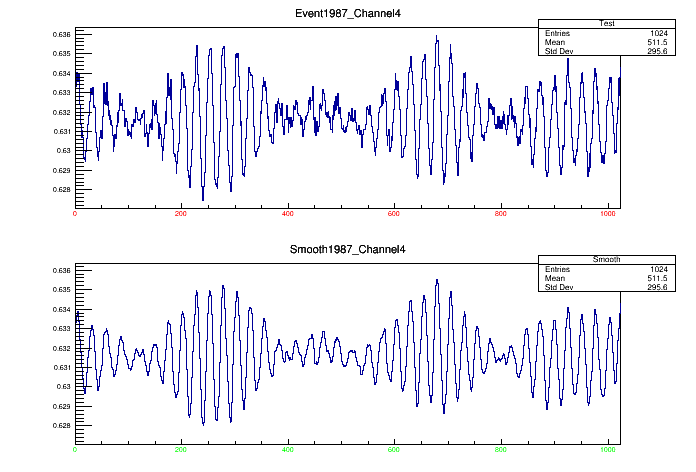 Event1987_Channel4
Test
Entries 1024
Mean 511.5
Std Dev 295.6
0.636
0.635
0.634
0.633
0.632
0.631
0.63
0.629
0.628
0 200 400 600 800 1000
Smooth1987_Channel4
Smooth
Entries 1024
Mean 511.5
Std Dev 295.6
0.636
0.635
0.634
0.633
0.632
0.631
0.63
0.629
0.628
0 200 400 600 800 1000